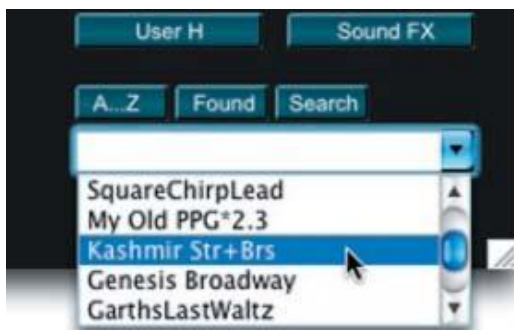 User H Sound FX
A...Z Found Search
SquareChirpLead
My Old PPG*2.3
Kashmir Str+Brs
Genesis Broadway
GarthsLastWaltz